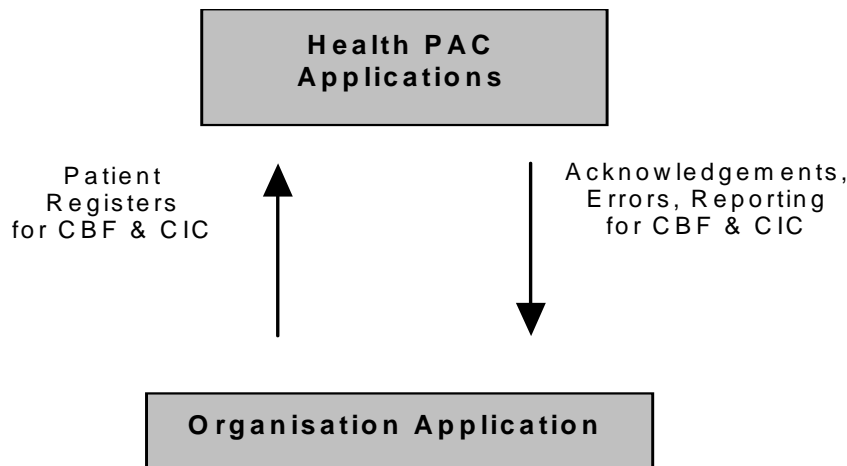 Health PAC
Applications
Patient
Registers
for CBF & CIC
Acknowledgements,
Errors, Reporting
for CBF & CIC
Organisation Application